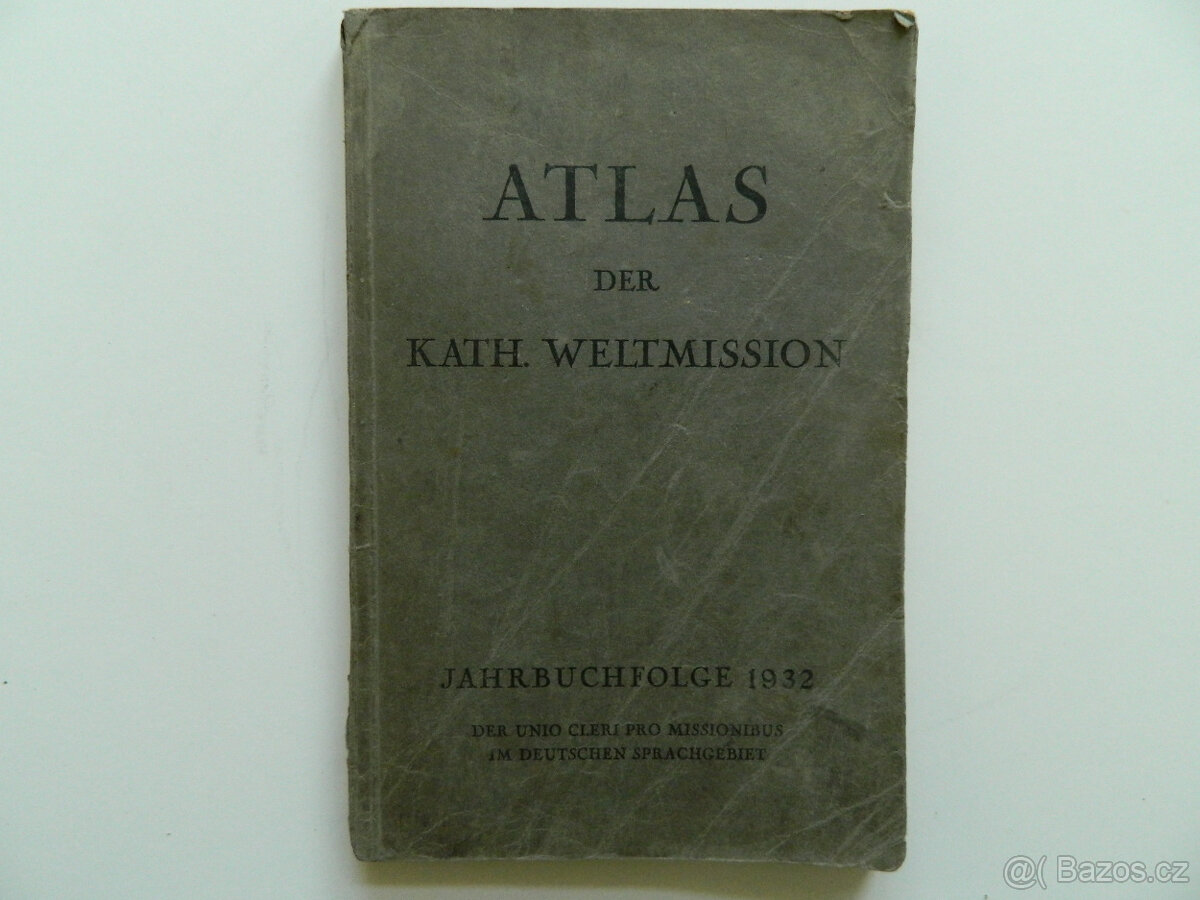 ATLAS
DER
KATH. WELTMISSION
JAHRBUCHFOLGE 1932
DER UNIO CLERI PRO MISSIONIBUS
IM DEUTSCHEN SPRACHGEBIET
@( Bazos.cz